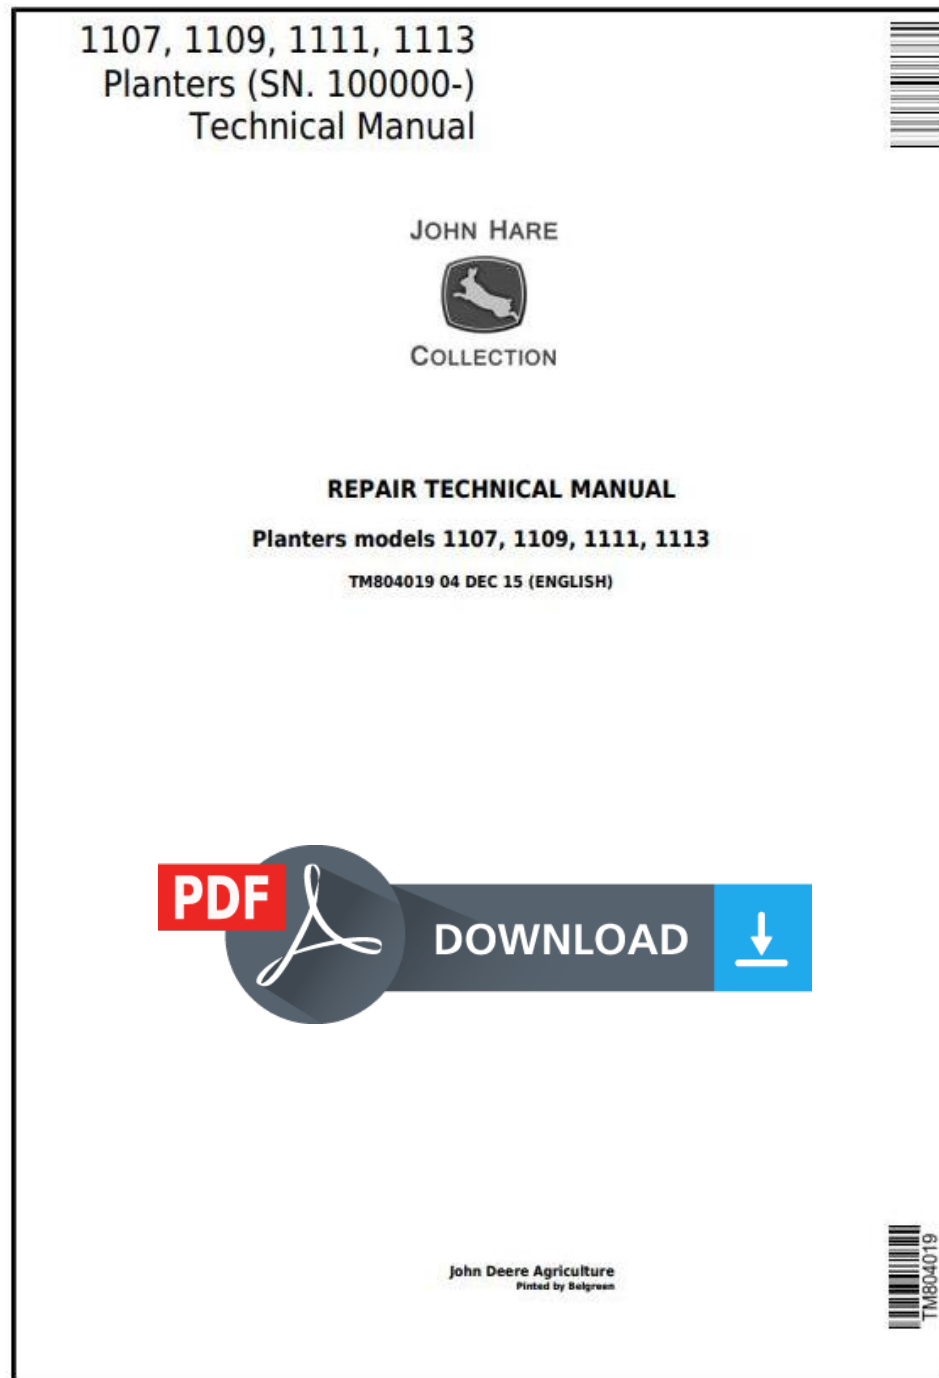 1107, 1109, 1111, 1113
Planters (SN. 100000-)
Technical Manual
JOHN HARE
COLLECTION
REPAIR TECHNICAL MANUAL
Planters models 1107, 1109, 1111, 1113
TM804019 04 DEC 15 (ENGLISH)
PDF
DOWNLOAD
John Deere Agriculture
Pinted by Belgreen
TM804019